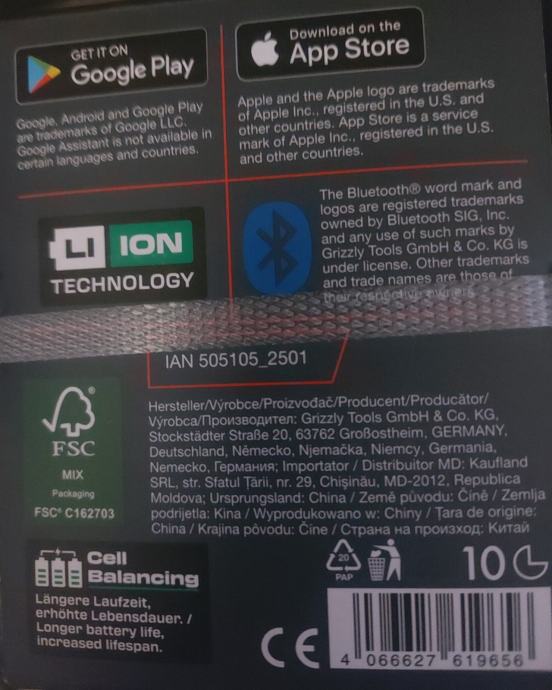 GET IT ON
Google Play
Google, Android and Google Play
are trademarks of Google LLC.
Google Assistant is not available in
certain languages and countries.
Download on the
App Store
Apple and the Apple logo are trademarks
of Apple Inc., registered in the U.S. and
other countries. App Store is a service
mark of Apple Inc., registered in the U.S.
and other countries.
LI ION
TECHNOLOGY
The Bluetooth® word mark and
logos are registered trademarks
owned by Bluetooth SIG, Inc.
and any use of such marks by
Grizzly Tools GmbH & Co. KG is
under license. Other trademarks
and trade names are those of
their respective owners.
IAN 505105_2501
FSC
MIX
Packaging
FSC® C162703
Hersteller/Výrobce/Proizvođač/Producent/Producător/
Výrobca/Производител: Grizzly Tools GmbH & Co. KG,
Stockstädter Straße 20, 63762 Großostheim, GERMANY,
Deutschland, Německo, Njemačka, Niemcy, Germania,
Nemecko, Германия; Importator / Distribuitor MD: Kaufland
SRL, str. Sfatul Țării, nr. 29, Chișinău, MD-2012, Republica
Moldova; Ursprungsland: China / Země původu: Čině / Zemlja
podrijetla: Kina / Wyprodukowano w: Chiny / Țara de origine:
China / Krajina pôvodu: Čine / Страна на произход: Китай
Cell
Balancing
Längere Laufzeit,
erhöhte Lebensdauer. /
Longer battery life,
increased lifespan.
20
PAP
10
CE
4 066627 619656